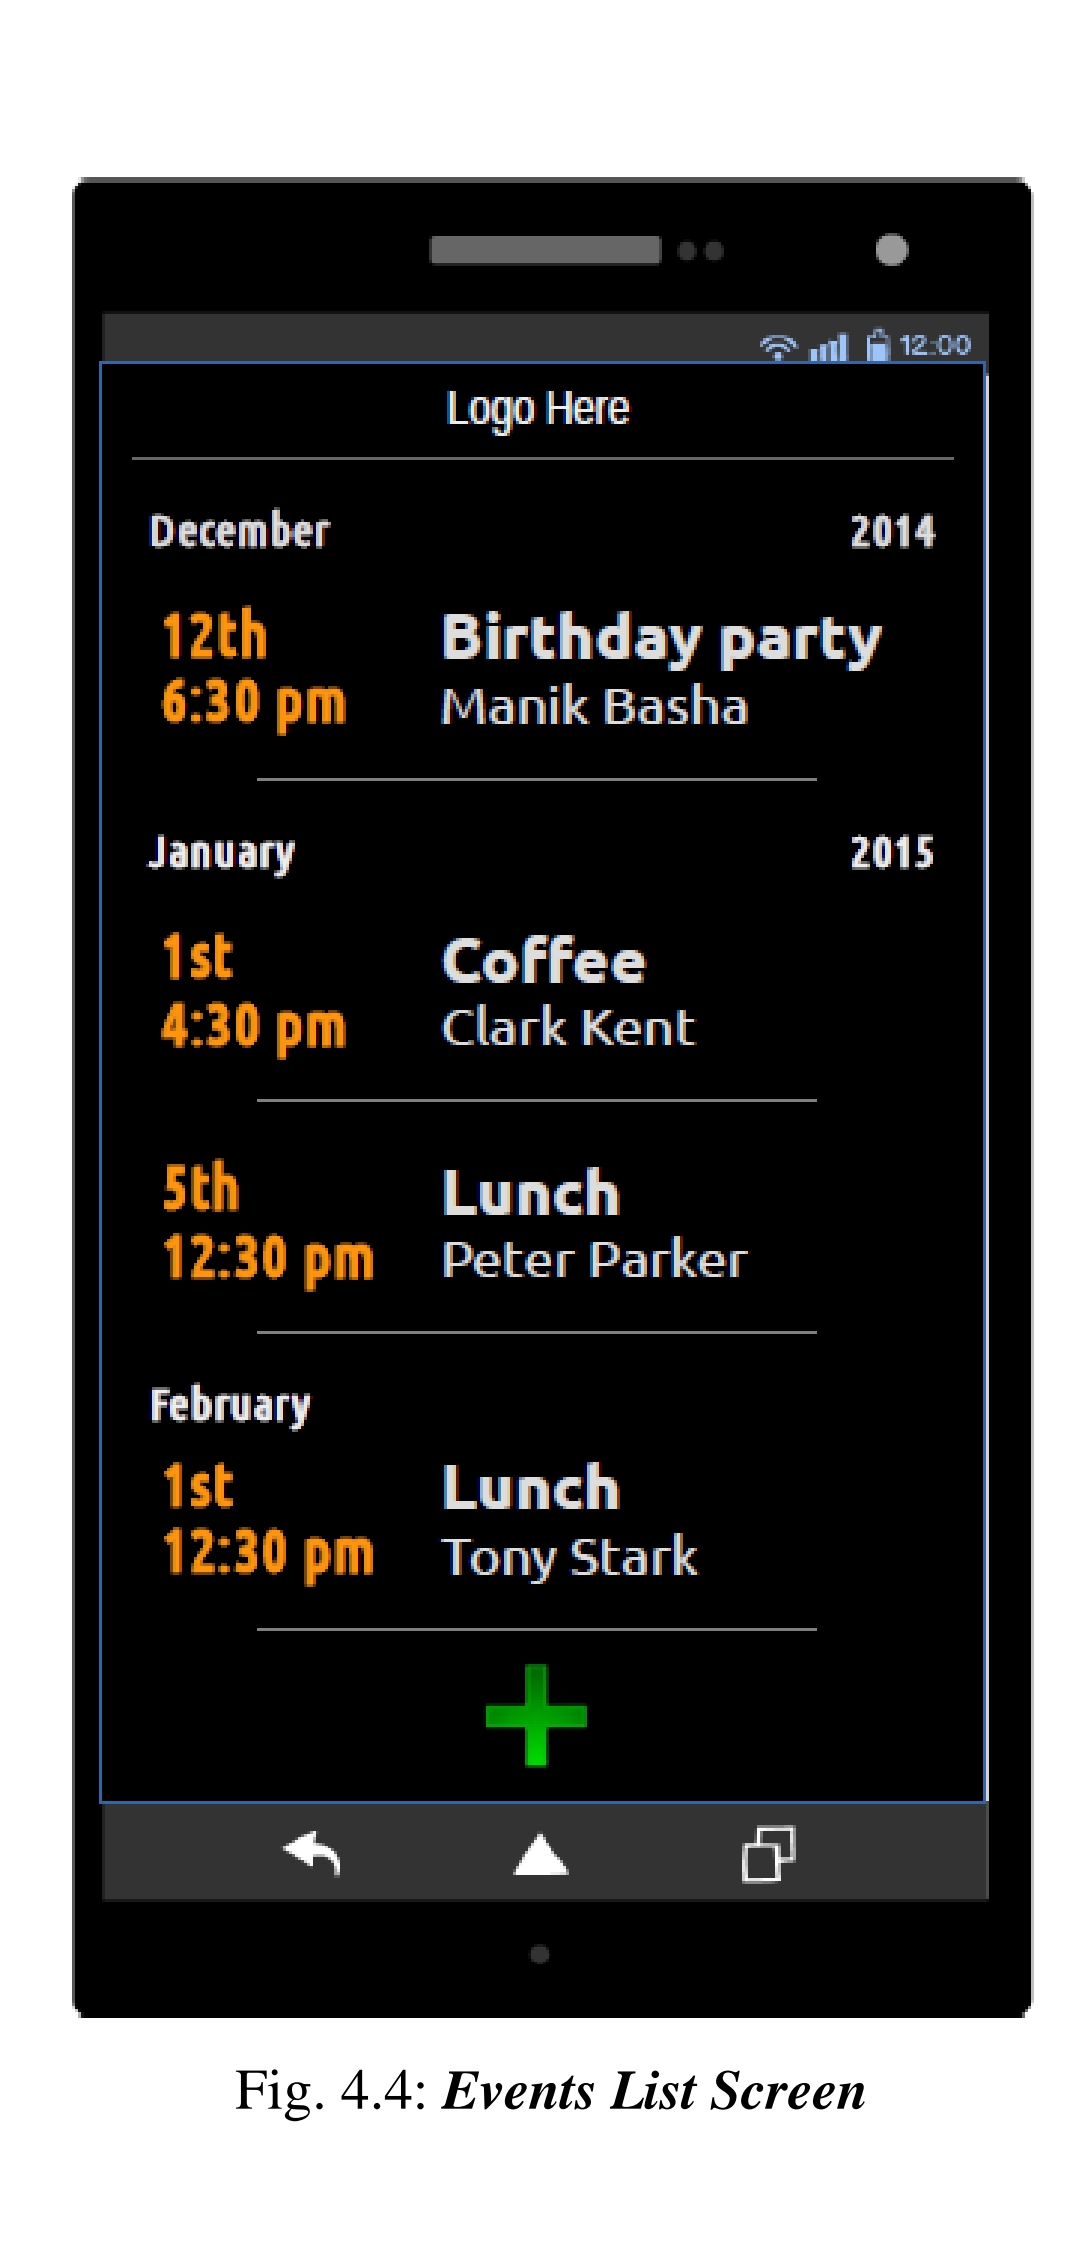 12:00
Logo Here
December 2014
12th Birthday party
6:30 pm Manik Basha
January 2015
1st Coffee
4:30 pm Clark Kent
5th Lunch
12:30 pm Peter Parker
February
1st Lunch
12:30 pm Tony Stark
Fig. 4.4: Events List Screen